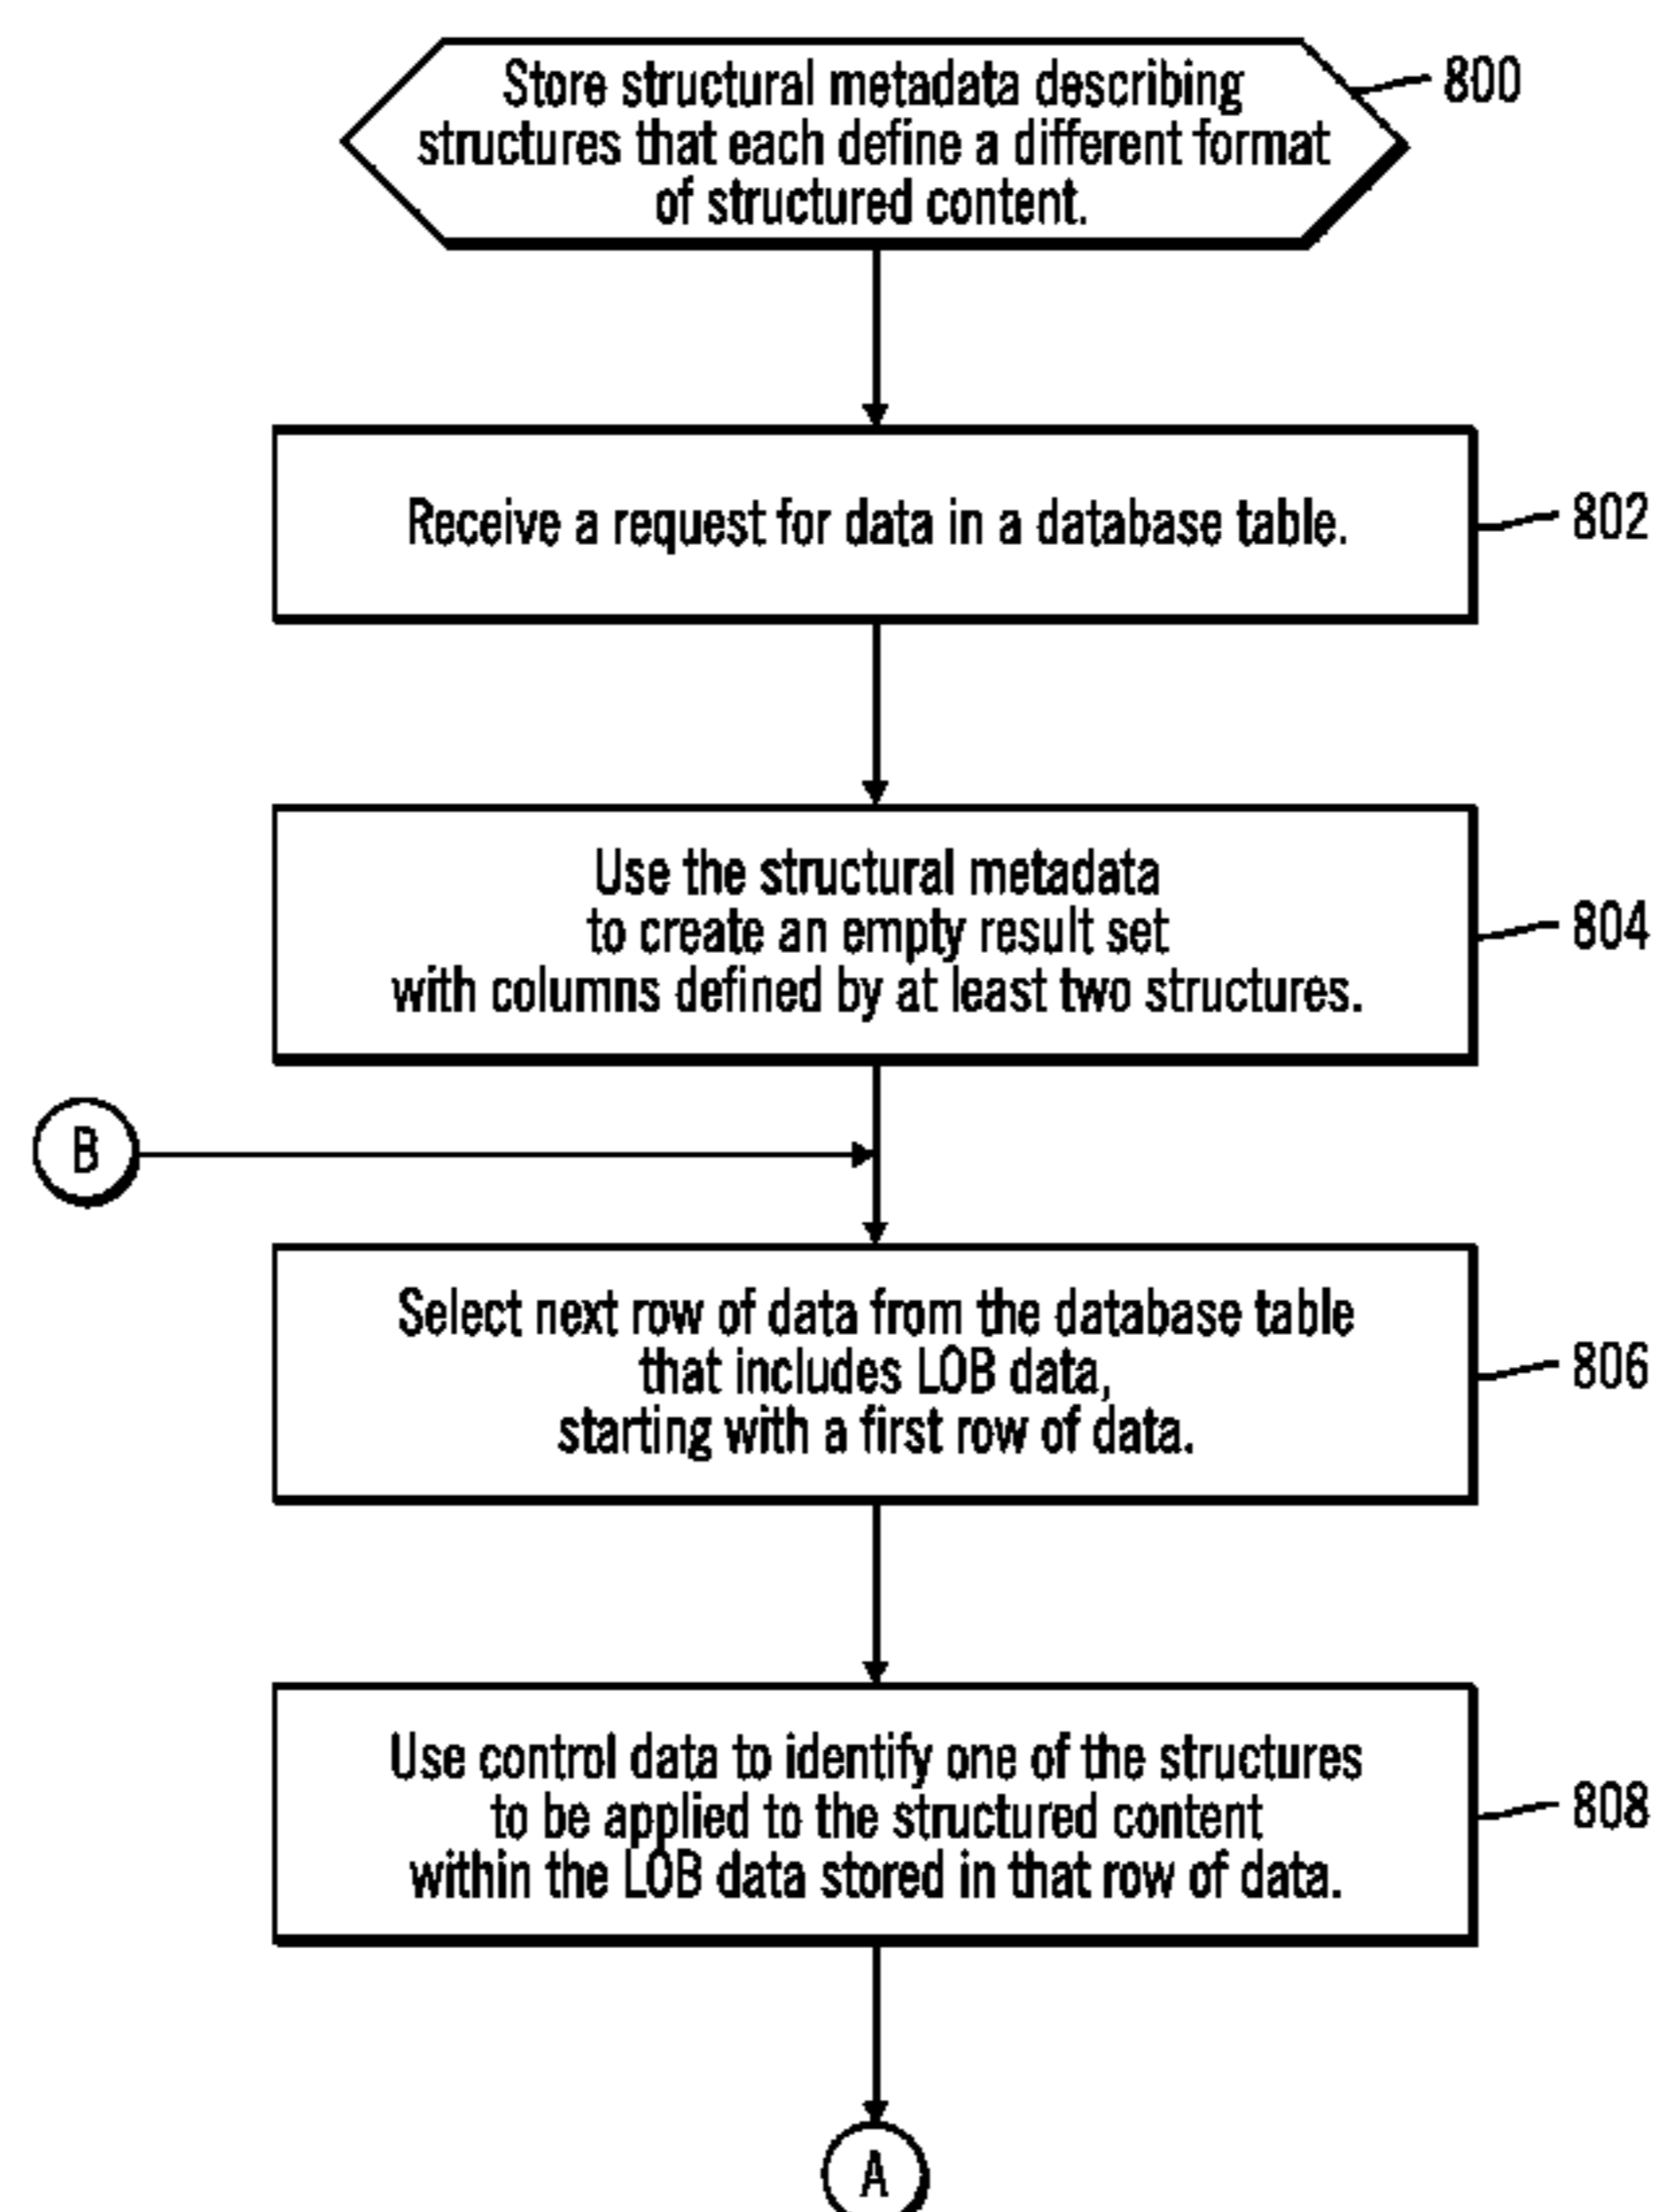 Store structural metadata describing
structures that each define a different format
of structured content.
800
Receive a request for data in a database table.
802
Use the structural metadata
to create an empty result set
with columns defined by at least two structures.
804
B
Select next row of data from the database table
that includes LOB data,
starting with a first row of data.
806
Use control data to identify one of the structures
to be applied to the structured content
within the LOB data stored in that row of data.
808
A